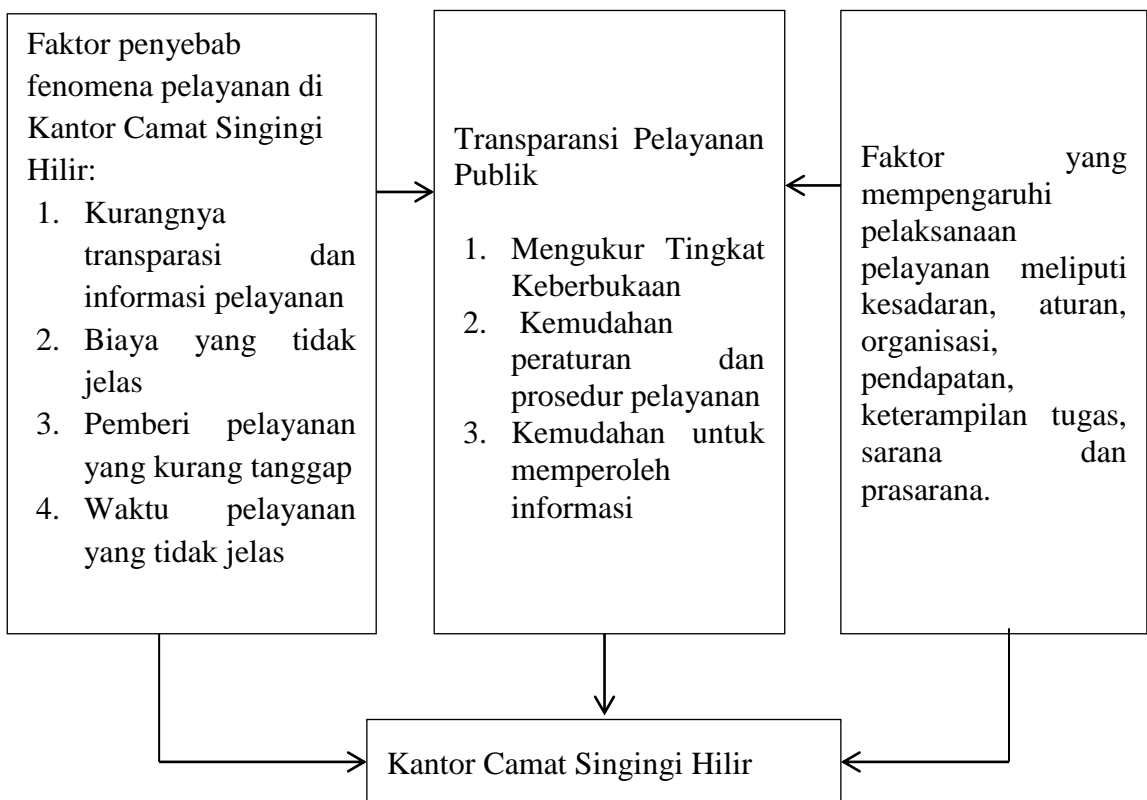 Faktor penyebab
fenomena pelayanan di
Kantor Camat Singingi
Hilir:
1. Kurangnya
transparasi dan
informasi pelayanan
2. Biaya yang tidak
jelas
3. Pemberi pelayanan
yang kurang tanggap
4. Waktu pelayanan
yang tidak jelas
Transparansi Pelayanan
Publik
1. Mengukur Tingkat
Keberbukaan
2. Kemudahan
peraturan dan
prosedur pelayanan
3. Kemudahan untuk
memperoleh
informasi
Faktor yang
mempengaruhi
pelaksanaan
pelayanan meliputi
kesadaran, aturan,
organisasi,
pendapatan,
keterampilan tugas,
sarana dan
prasarana.
Kantor Camat Singingi Hilir